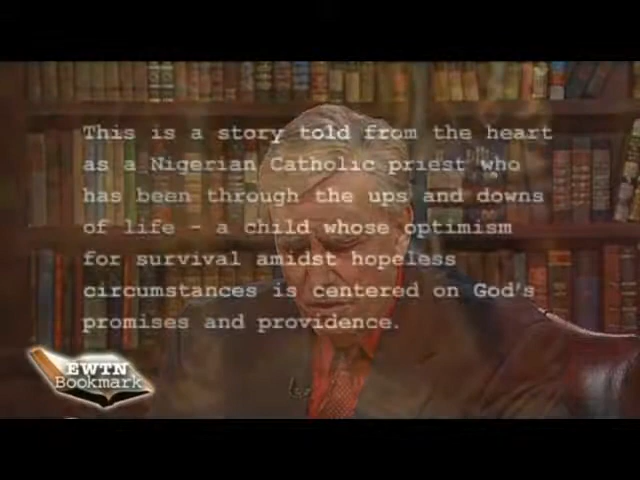 This is a story told from the heart
as a Nigerian Catholic priest who
has been through the ups and downs
of life - a child whose optimism
for survival amidst hopeless
circumstances is centered on God's
promises and providence.
EWTN
Bookmark